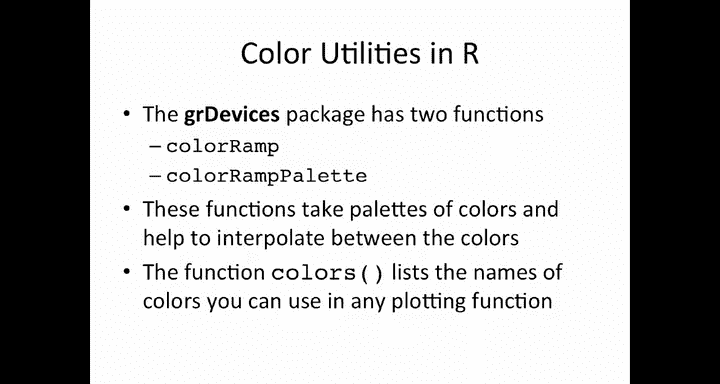 Color Utilities in R
• The grDevices package has two functions
– colorRamp
– colorRampPalette
• These functions take palettes of colors and
help to interpolate between the colors
• The function colors() lists the names of
colors you can use in any plotting function